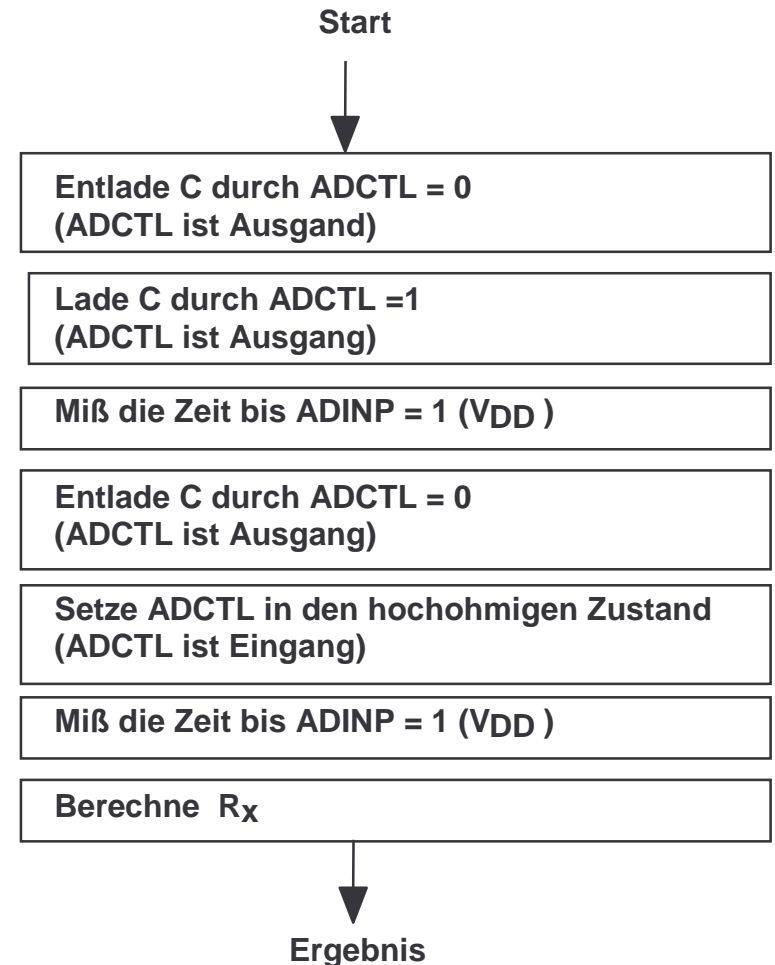 Start
Entlade C durch ADCTL = 0
(ADCTL ist Ausgand)
Lade C durch ADCTL =1
(ADCTL ist Ausgang)
Miß die Zeit bis ADINP = 1 (VDD )
Entlade C durch ADCTL = 0
(ADCTL ist Ausgang)
Setze ADCTL in den hochohmigen Zustand
(ADCTL ist Eingang)
Miß die Zeit bis ADINP = 1 (VDD )
Berechne Rx
Ergebnis